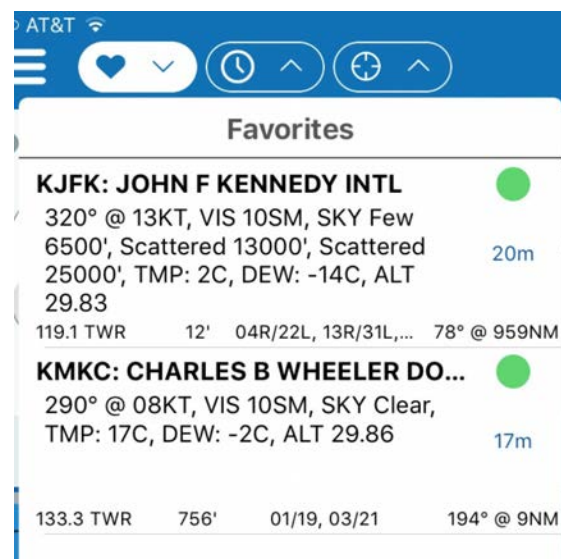 AT&T
Favorites
KJFK: JOHN F KENNEDY INTL
320° @ 13KT, VIS 10SM, SKY Few
6500', Scattered 13000', Scattered
25000', TMP: 2C, DEW: -14C, ALT
29.83
20m
119.1 TWR 12' 04R/22L, 13R/31L,... 78° @ 959NM
KMKC: CHARLES B WHEELER DO...
290° @ 08KT, VIS 10SM, SKY Clear,
TMP: 17C, DEW: -2C, ALT 29.86
17m
133.3 TWR 756' 01/19, 03/21 194° @ 9NM